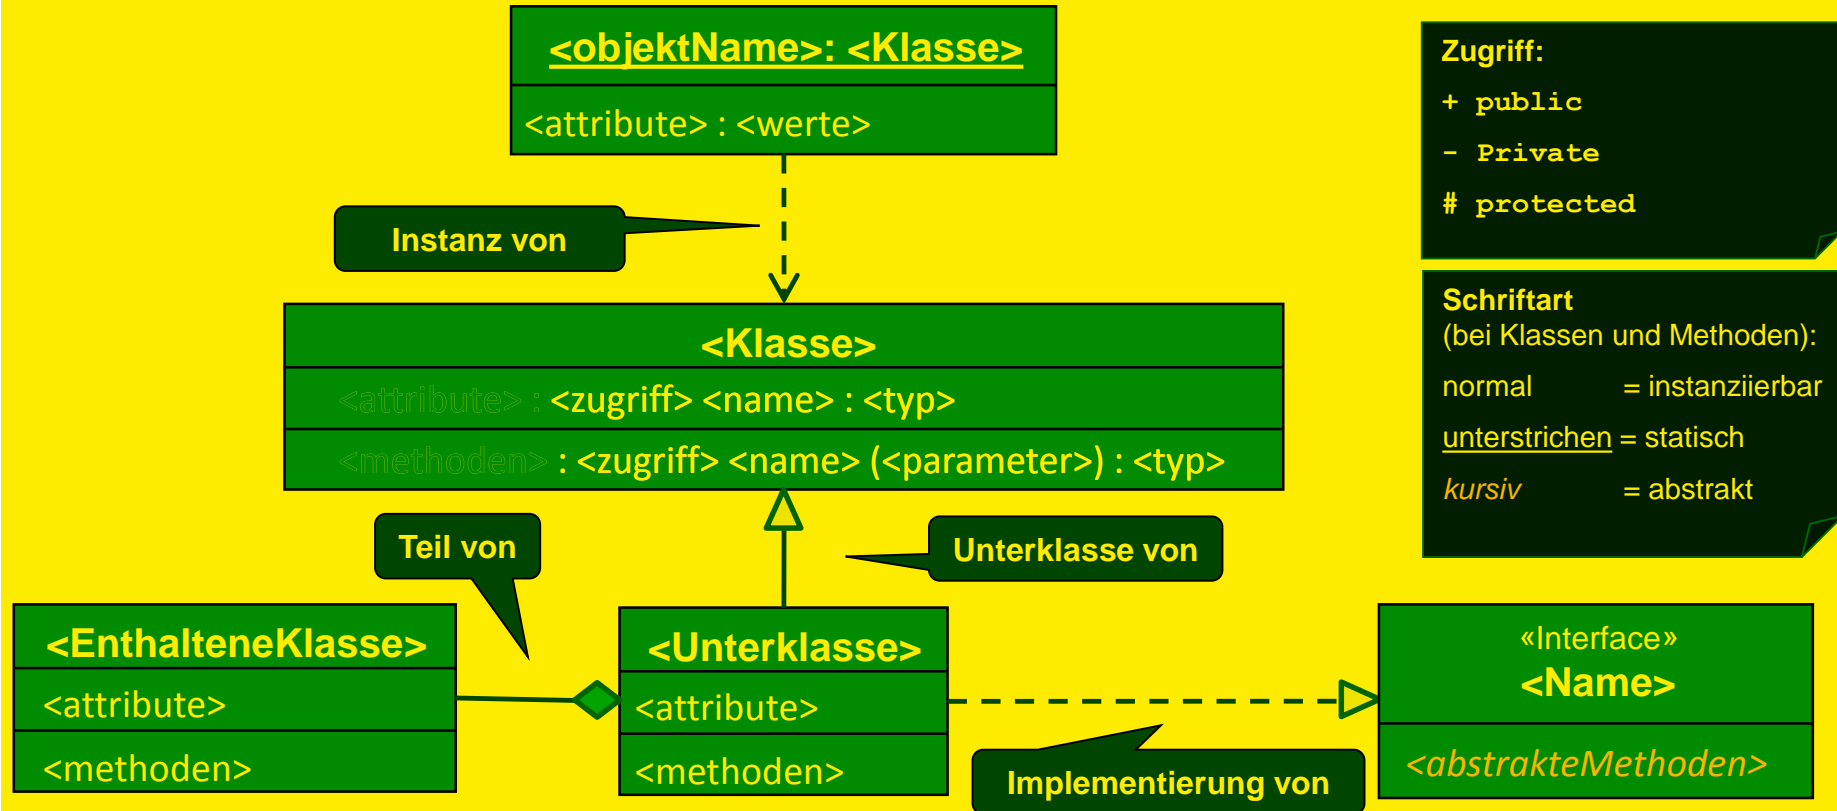 <objektName>: <Klasse>
<attribute> : <werte>
Instanz von
<Klasse>
<attribute> : <zugriff> <name> : <typ>
<methoden> : <zugriff> <name> (<parameter>) : <typ>
Teil von
Unterklasse von
<EnthalteneKlasse>
<attribute>
<methoden>
<Unterklasse>
<attribute>
<methoden>
Implementierung von
«Interface»
<Name>
<abstrakteMethoden>
Zugriff:
+ public
- Private
# protected
Schriftart
(bei Klassen und Methoden):
normal = instanziierbar
unterstrichen = statisch
kursiv = abstrakt